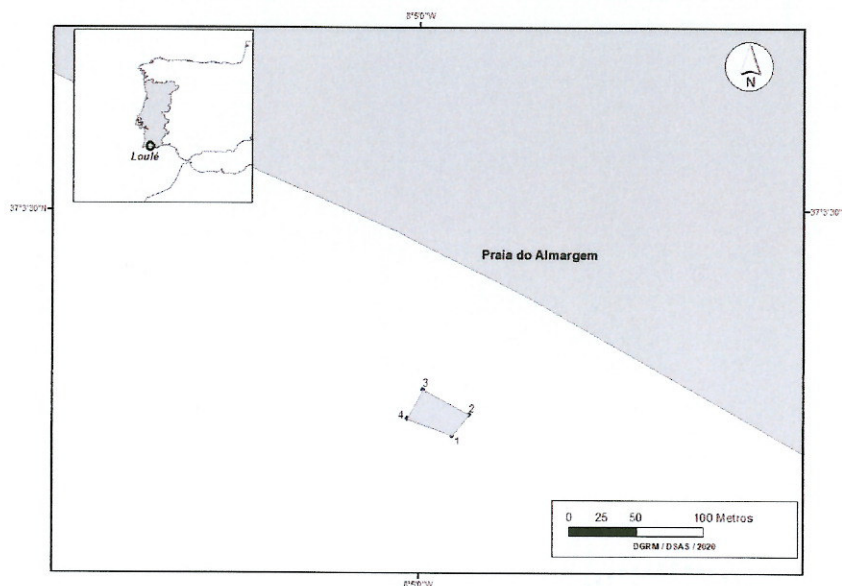 8°5'0"W
N
Loulé
37°3'30"N
37°3'30"N
Praia do Almargem
3
2
4
1
0 25 50 100 Metros
DGRM / DSAS / 2020
8°5'0"W